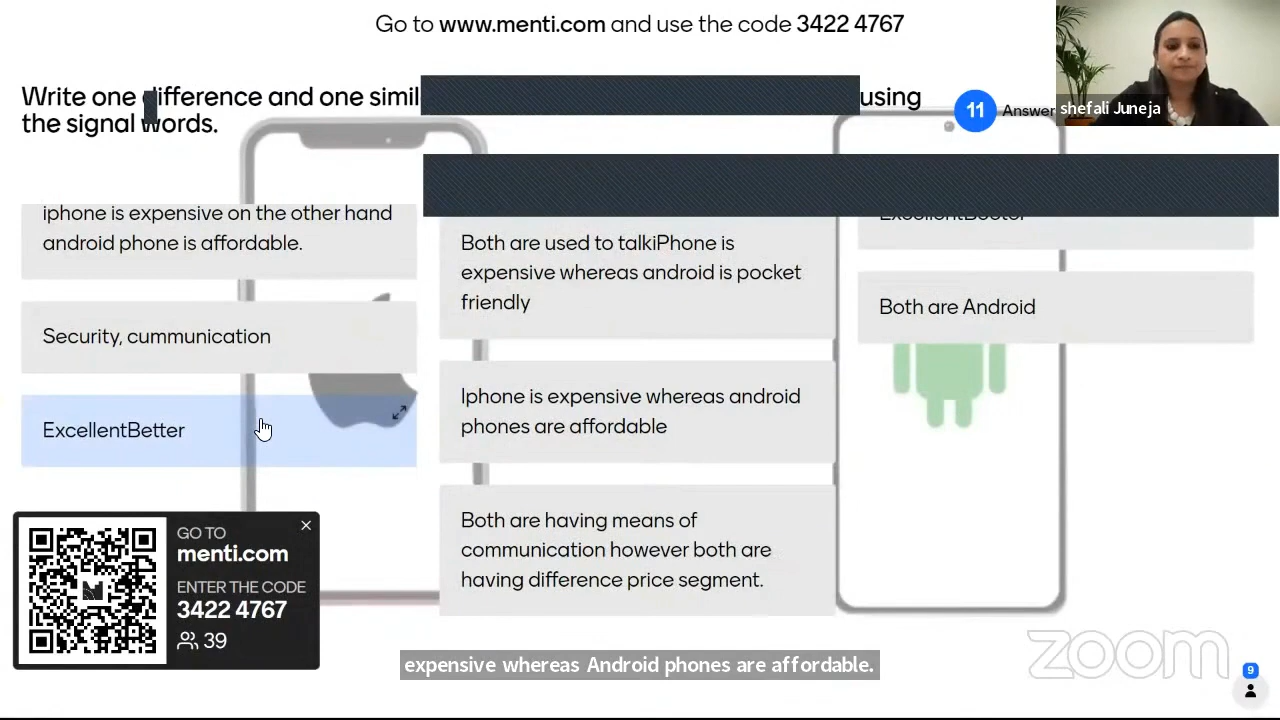 Go to www.menti.com and use the code 3422 4767
Write one difference and one simil using
the signal words.
11 Answer
shefali Juneja
iphone is expensive on the other hand
android phone is affordable.
Security, cummunication
ExcellentBetter
Both are used to talkiPhone is
expensive whereas android is pocket
friendly
Iphone is expensive whereas android
phones are affordable
Both are having means of
communication however both are
having difference price segment.
Both are Android
GO TO
menti.com
ENTER THE CODE
3422 4767
39
expensive whereas Android phones are affordable.
zoom
9